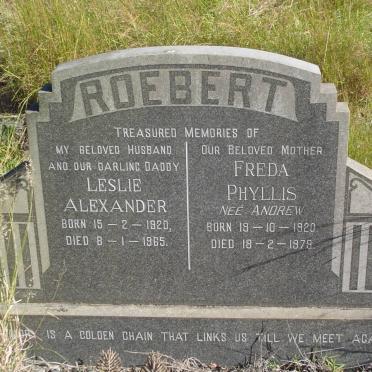 ROEBERT
TREASURED MEMORIES OF
MY BELOVED HUSBAND
AND OUR DARLING DADDY
LESLIE
ALEXANDER
BORN 15-2-1920,
DIED 8-1-1965.
OUR BELOVED MOTHER
FREDA
PHYLLIS
NEÉ ANDREW
BORN 19-10-1920
DIED 18-2-1978.
IS A GOLDEN CHAIN THAT LINKS US TILL WE MEET